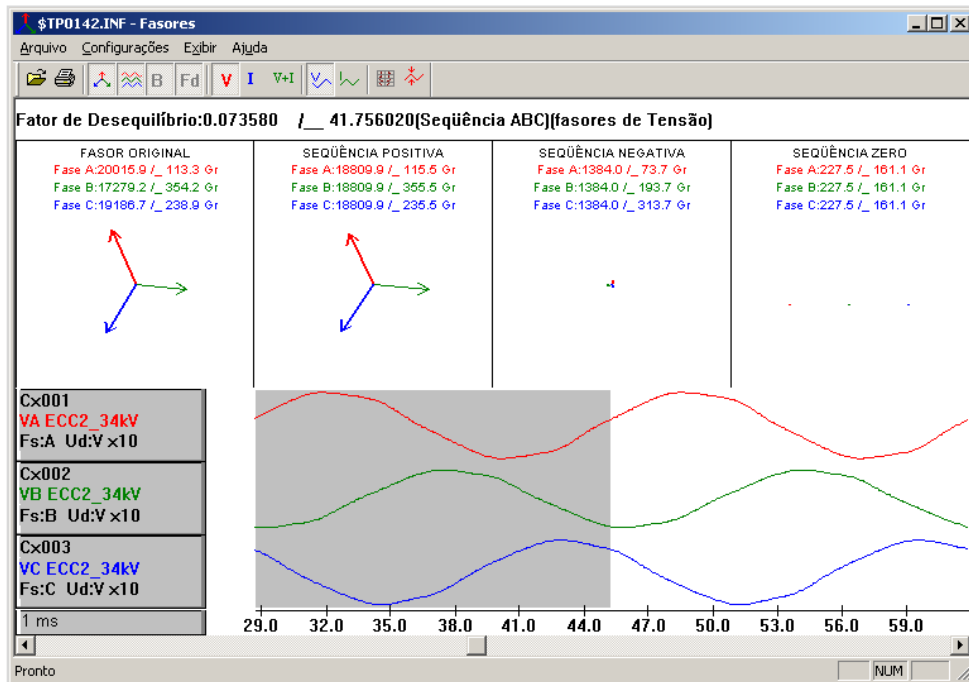 $TP0142.INF - Fasores
Arquivo Configurações Exibir Ajuda
B Fd V I V+I V I
Fator de Desequilíbrio:0.073580 /__ 41.756020(Seqüência ABC)(fasores de Tensão)
FASOR ORIGINAL
Fase A:20015.9 /_ 113.3 Gr
Fase B:17279.2 /_ 354.2 Gr
Fase C:19186.7 /_ 238.9 Gr
SEQÜÊNCIA POSITIVA
Fase A:18809.9 /_ 115.5 Gr
Fase B:18809.9 /_ 355.5 Gr
Fase C:18809.9 /_ 235.5 Gr
SEQÜÊNCIA NEGATIVA
Fase A:1384.0 /_ 73.7 Gr
Fase B:1384.0 /_ 193.7 Gr
Fase C:1384.0 /_ 313.7 Gr
SEQÜÊNCIA ZERO
Fase A:227.5 /_ 161.1 Gr
Fase B:227.5 /_ 161.1 Gr
Fase C:227.5 /_ 161.1 Gr
Cx001
VA ECC2_34kV
Fs:A Ud:V x10
Cx002
VB ECC2_34kV
Fs:B Ud:V x10
Cx003
VC ECC2_34kV
Fs:C Ud:V x10
1 ms
29.0 32.0 35.0 38.0 41.0 44.0 47.0 50.0 53.0 56.0 59.0
Pronto
NUM